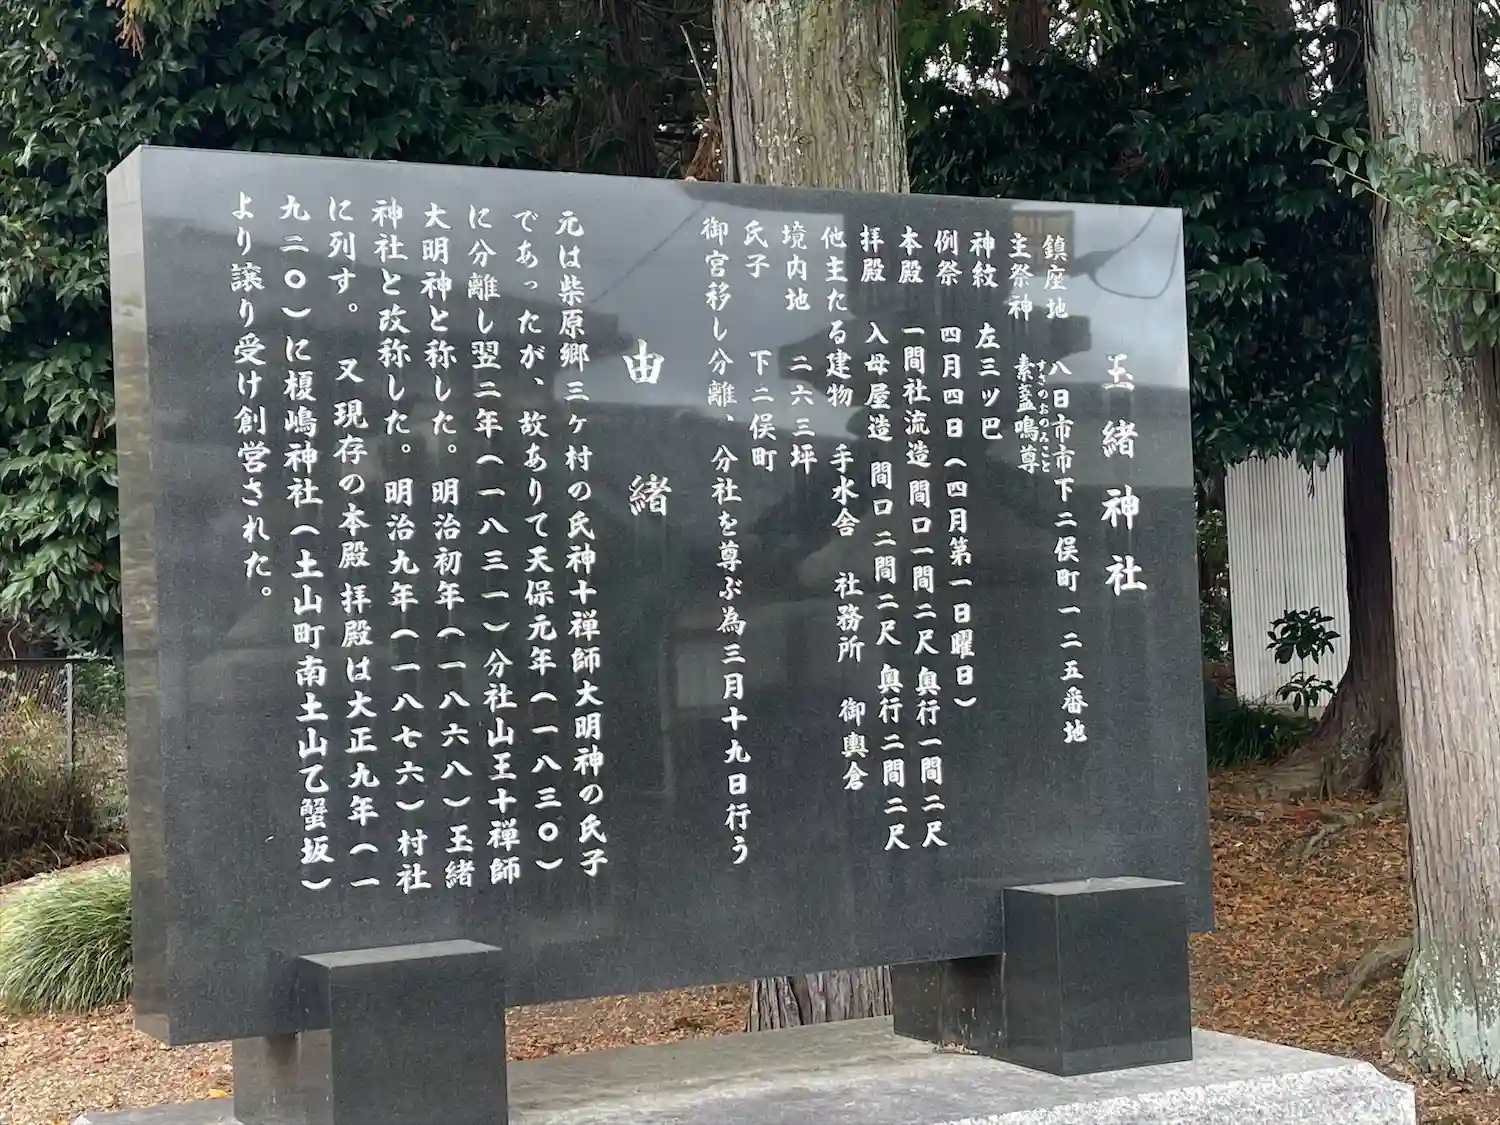 玉緒神社
鎮座地　八日市市下二俣町一二五番地
主祭神　素盞鳴尊
すさのおのみこと
神紋　左三ッ巴
例祭　四月四日（四月第一日曜日）
本殿　一間社流造　間口一間二尺　奥行一間二尺
拝殿　入母屋造　間口二間二尺　奥行二間二尺
他主たる建物　手水舎　社務所　御輿倉
境内地　二六三坪
氏子　下二俣町
御宮移し分離、分社を尊ぶ為三月十九日行う
由緒
元は柴原郷三ヶ村の氏神十禅師大明神の氏子
であったが、故ありて天保元年（一八三〇）
に分離し翌二年（一八三一）分社山王十禅師
大明神と称した。明治初年（一八六八）玉緒
神社と改称した。明治九年（一八七六）村社
に列す。　又現存の本殿　拝殿は大正九年（一
九二〇）に榎嶋神社（土山町南土山乙蟹坂）
より譲り受け創営された。